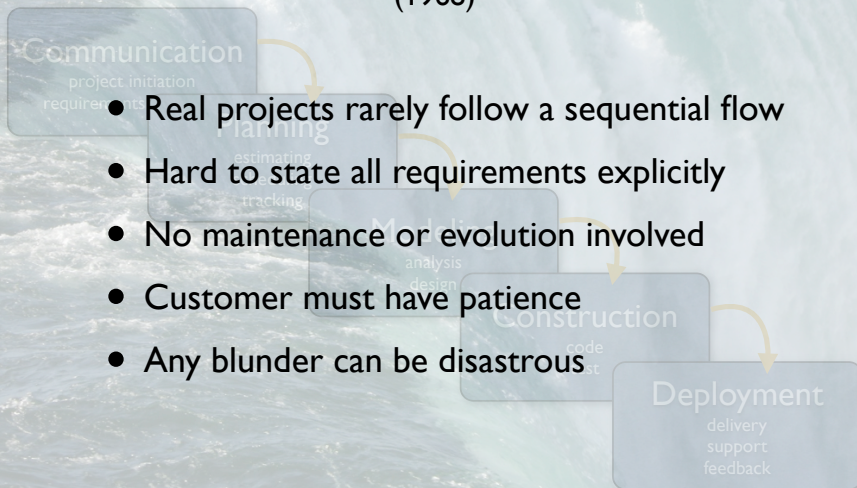 (1968)
Communication
project initiation
• Real projects rarely follow a sequential flow
Planning
estimating
• Hard to state all requirements explicitly
tracking
• No maintenance or evolution involved
analysis
design
• Customer must have patience
Construction
code
• Any blunder can be disastrous
Deployment
delivery
support
feedback